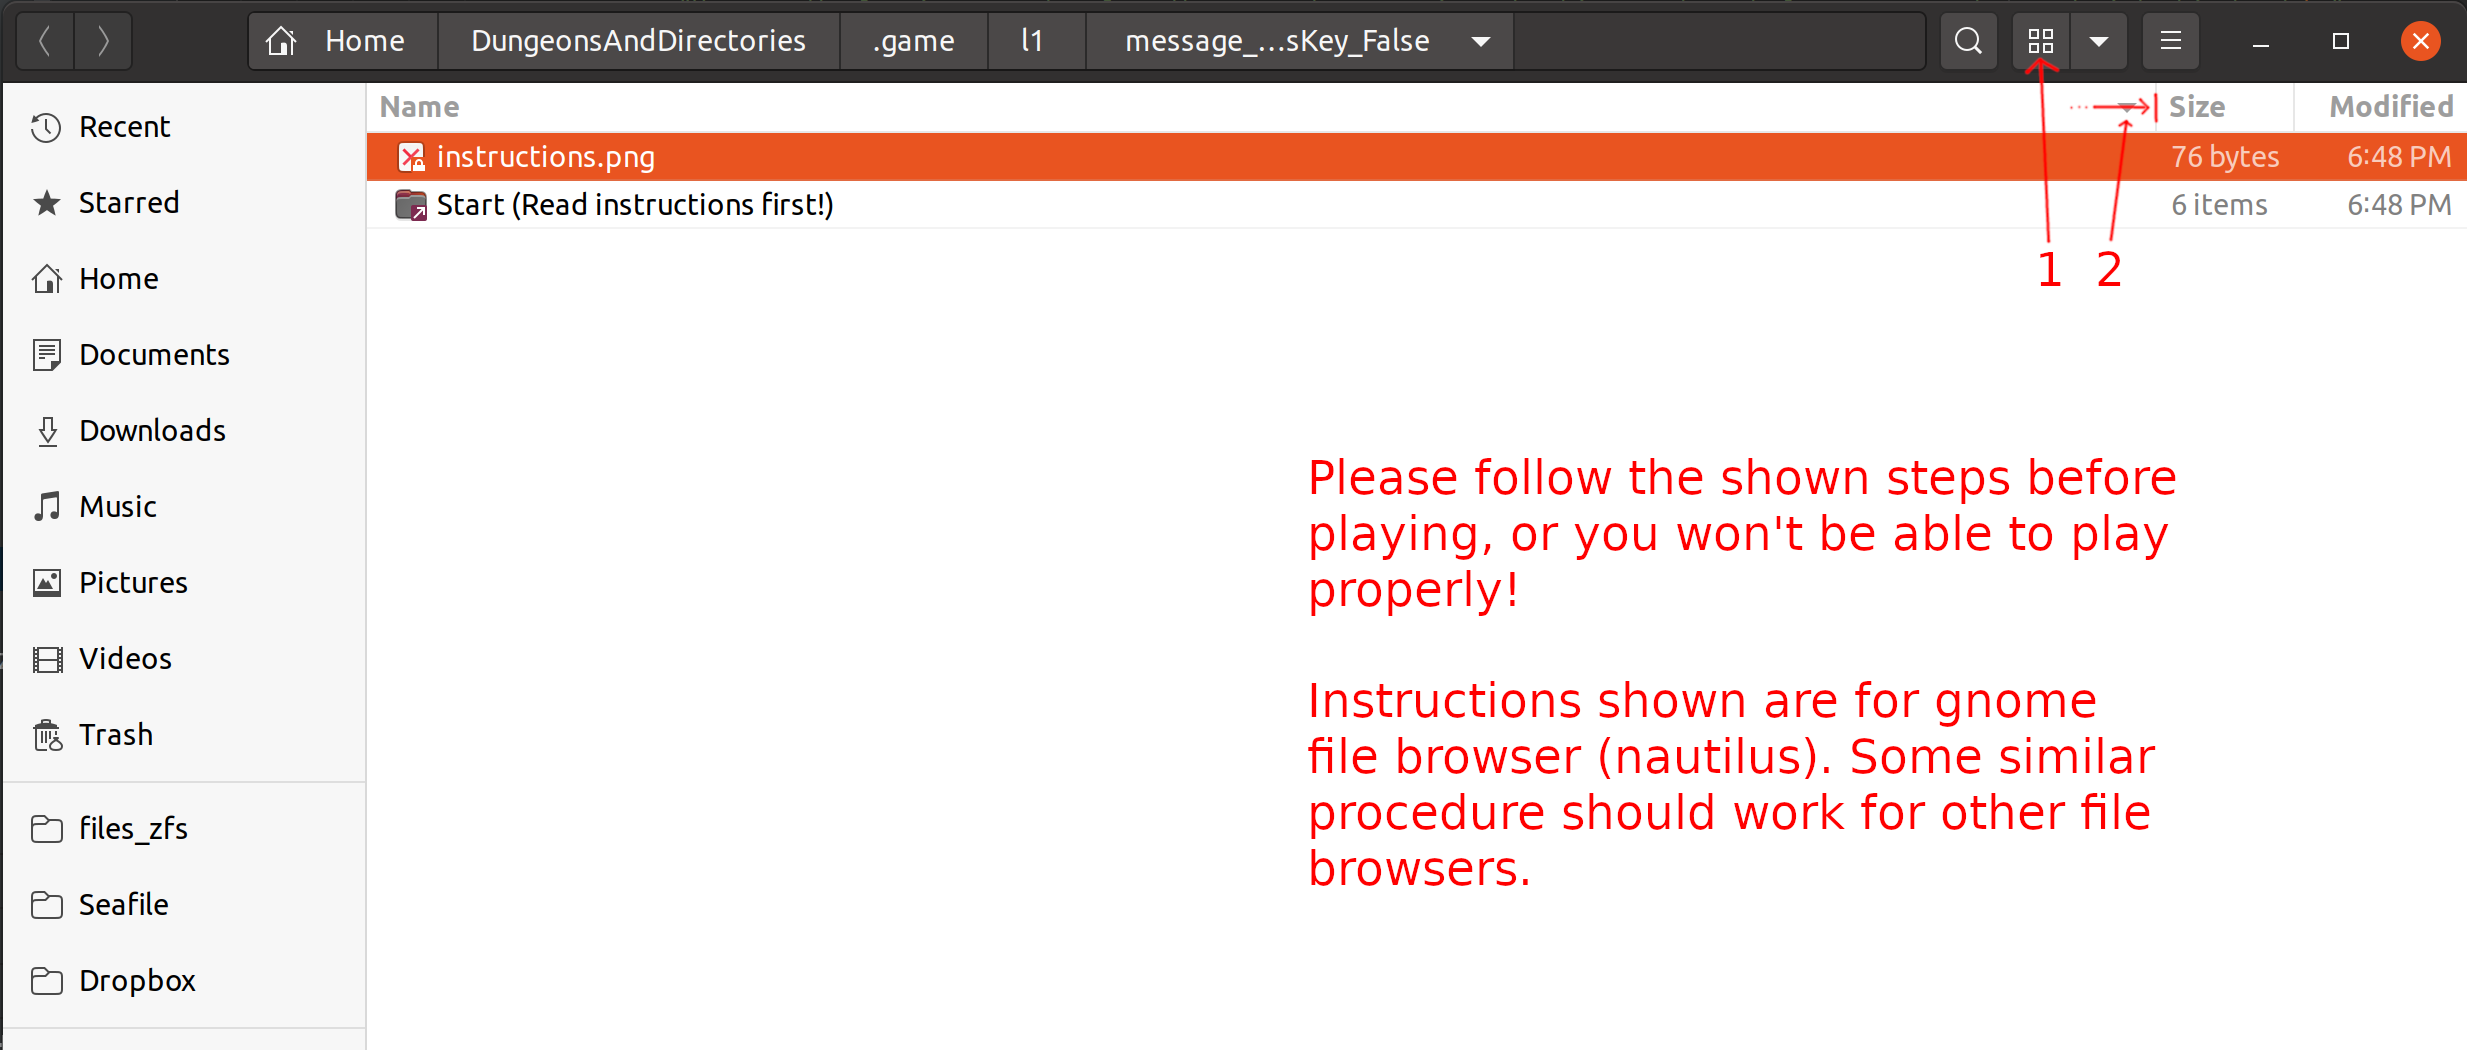 Home DungeonsAndDirectories .game l1 message_...sKey_False
Name Size Modified
Recent
instructions.png 76 bytes 6:48 PM
Starred
Start (Read instructions first!) 6 items 6:48 PM
1 2
Home
Documents
Downloads
Music
Pictures
Videos
Trash
files_zfs
Seafile
Dropbox
Please follow the shown steps before
playing, or you won't be able to play
properly!
Instructions shown are for gnome
file browser (nautilus). Some similar
procedure should work for other file
browsers.